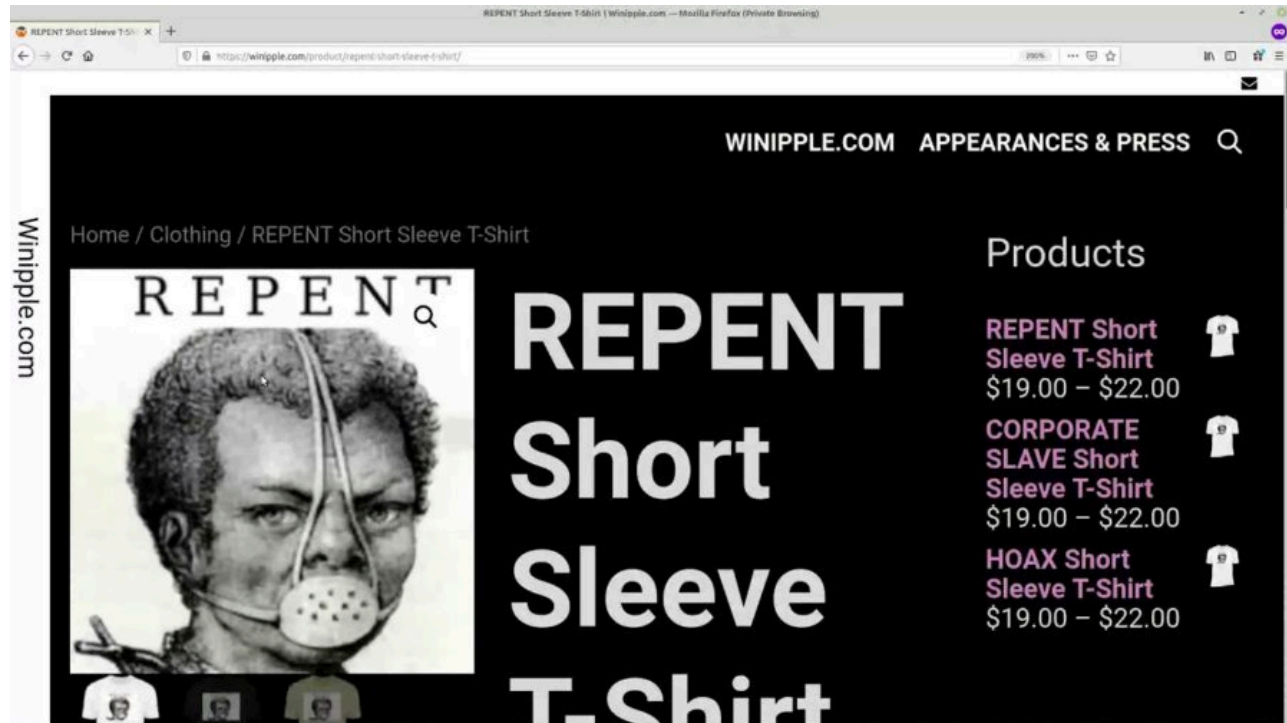 REPENT Short Sleeve T-Shirt | Winipple.com — Mozilla Firefox (Private Browsing)
REPENT Short Sleeve T-Sh
https://winipple.com/product/repent-short-sleeve-t-shirt/
200%
WINIPPLE.COM APPEARANCES & PRESS
Winipple.com
Home / Clothing / REPENT Short Sleeve T-Shirt
REPENT
REPENT
Short
Sleeve
T-Shirt
Products
REPENT Short
Sleeve T-Shirt
$19.00 – $22.00
CORPORATE
SLAVE Short
Sleeve T-Shirt
$19.00 – $22.00
HOAX Short
Sleeve T-Shirt
$19.00 – $22.00